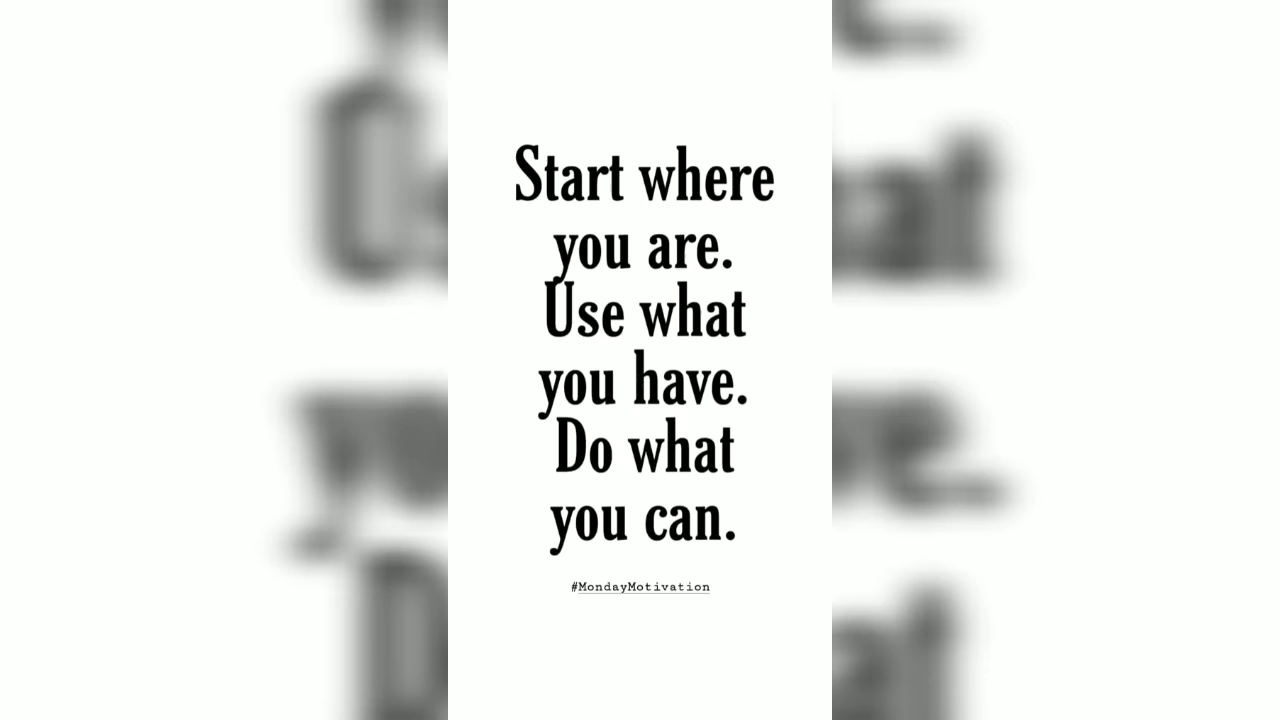 Start where
you are.
Use what
you have.
Do what
you can.
#MondayMotivation